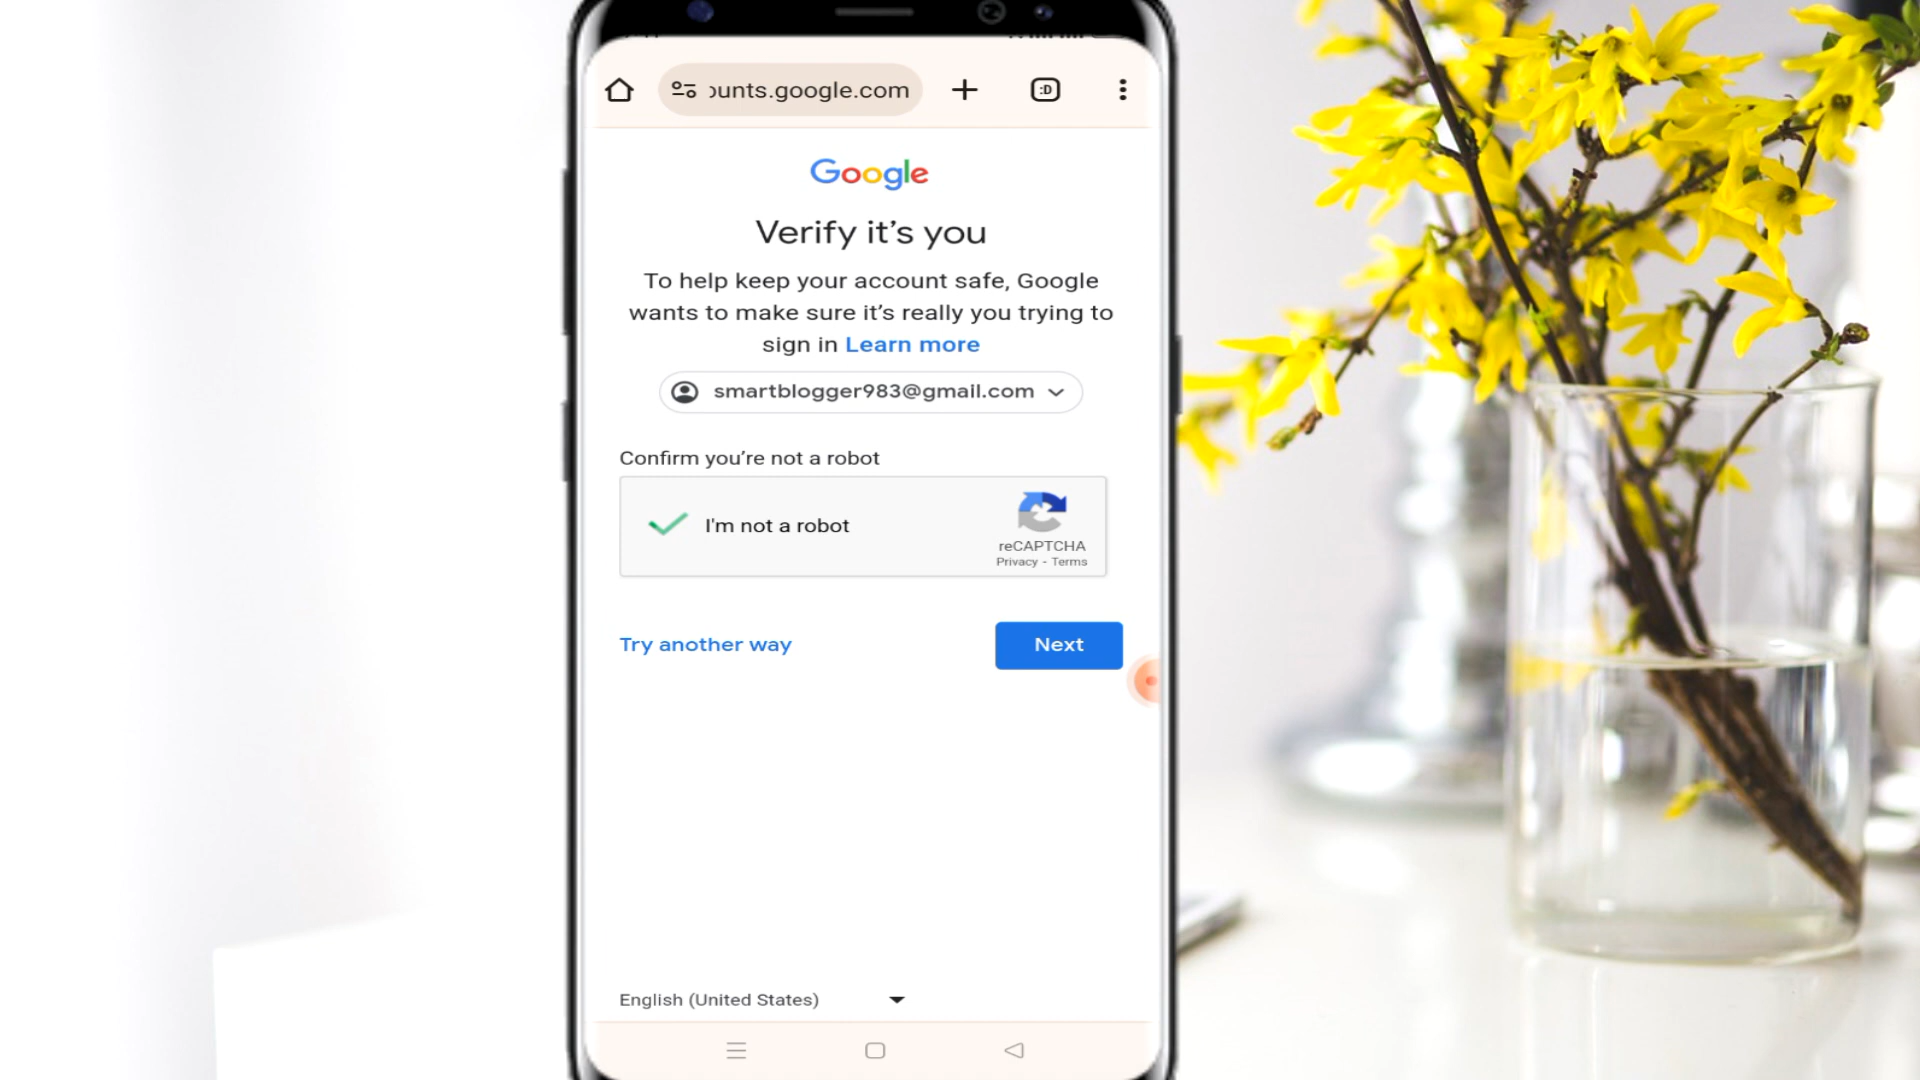 ounts.google.com
:D
Google
Verify it’s you
To help keep your account safe, Google
wants to make sure it’s really you trying to
sign in Learn more
smartblogger983@gmail.com
Confirm you’re not a robot
I'm not a robot
reCAPTCHA
Privacy - Terms
Try another way
Next
English (United States)